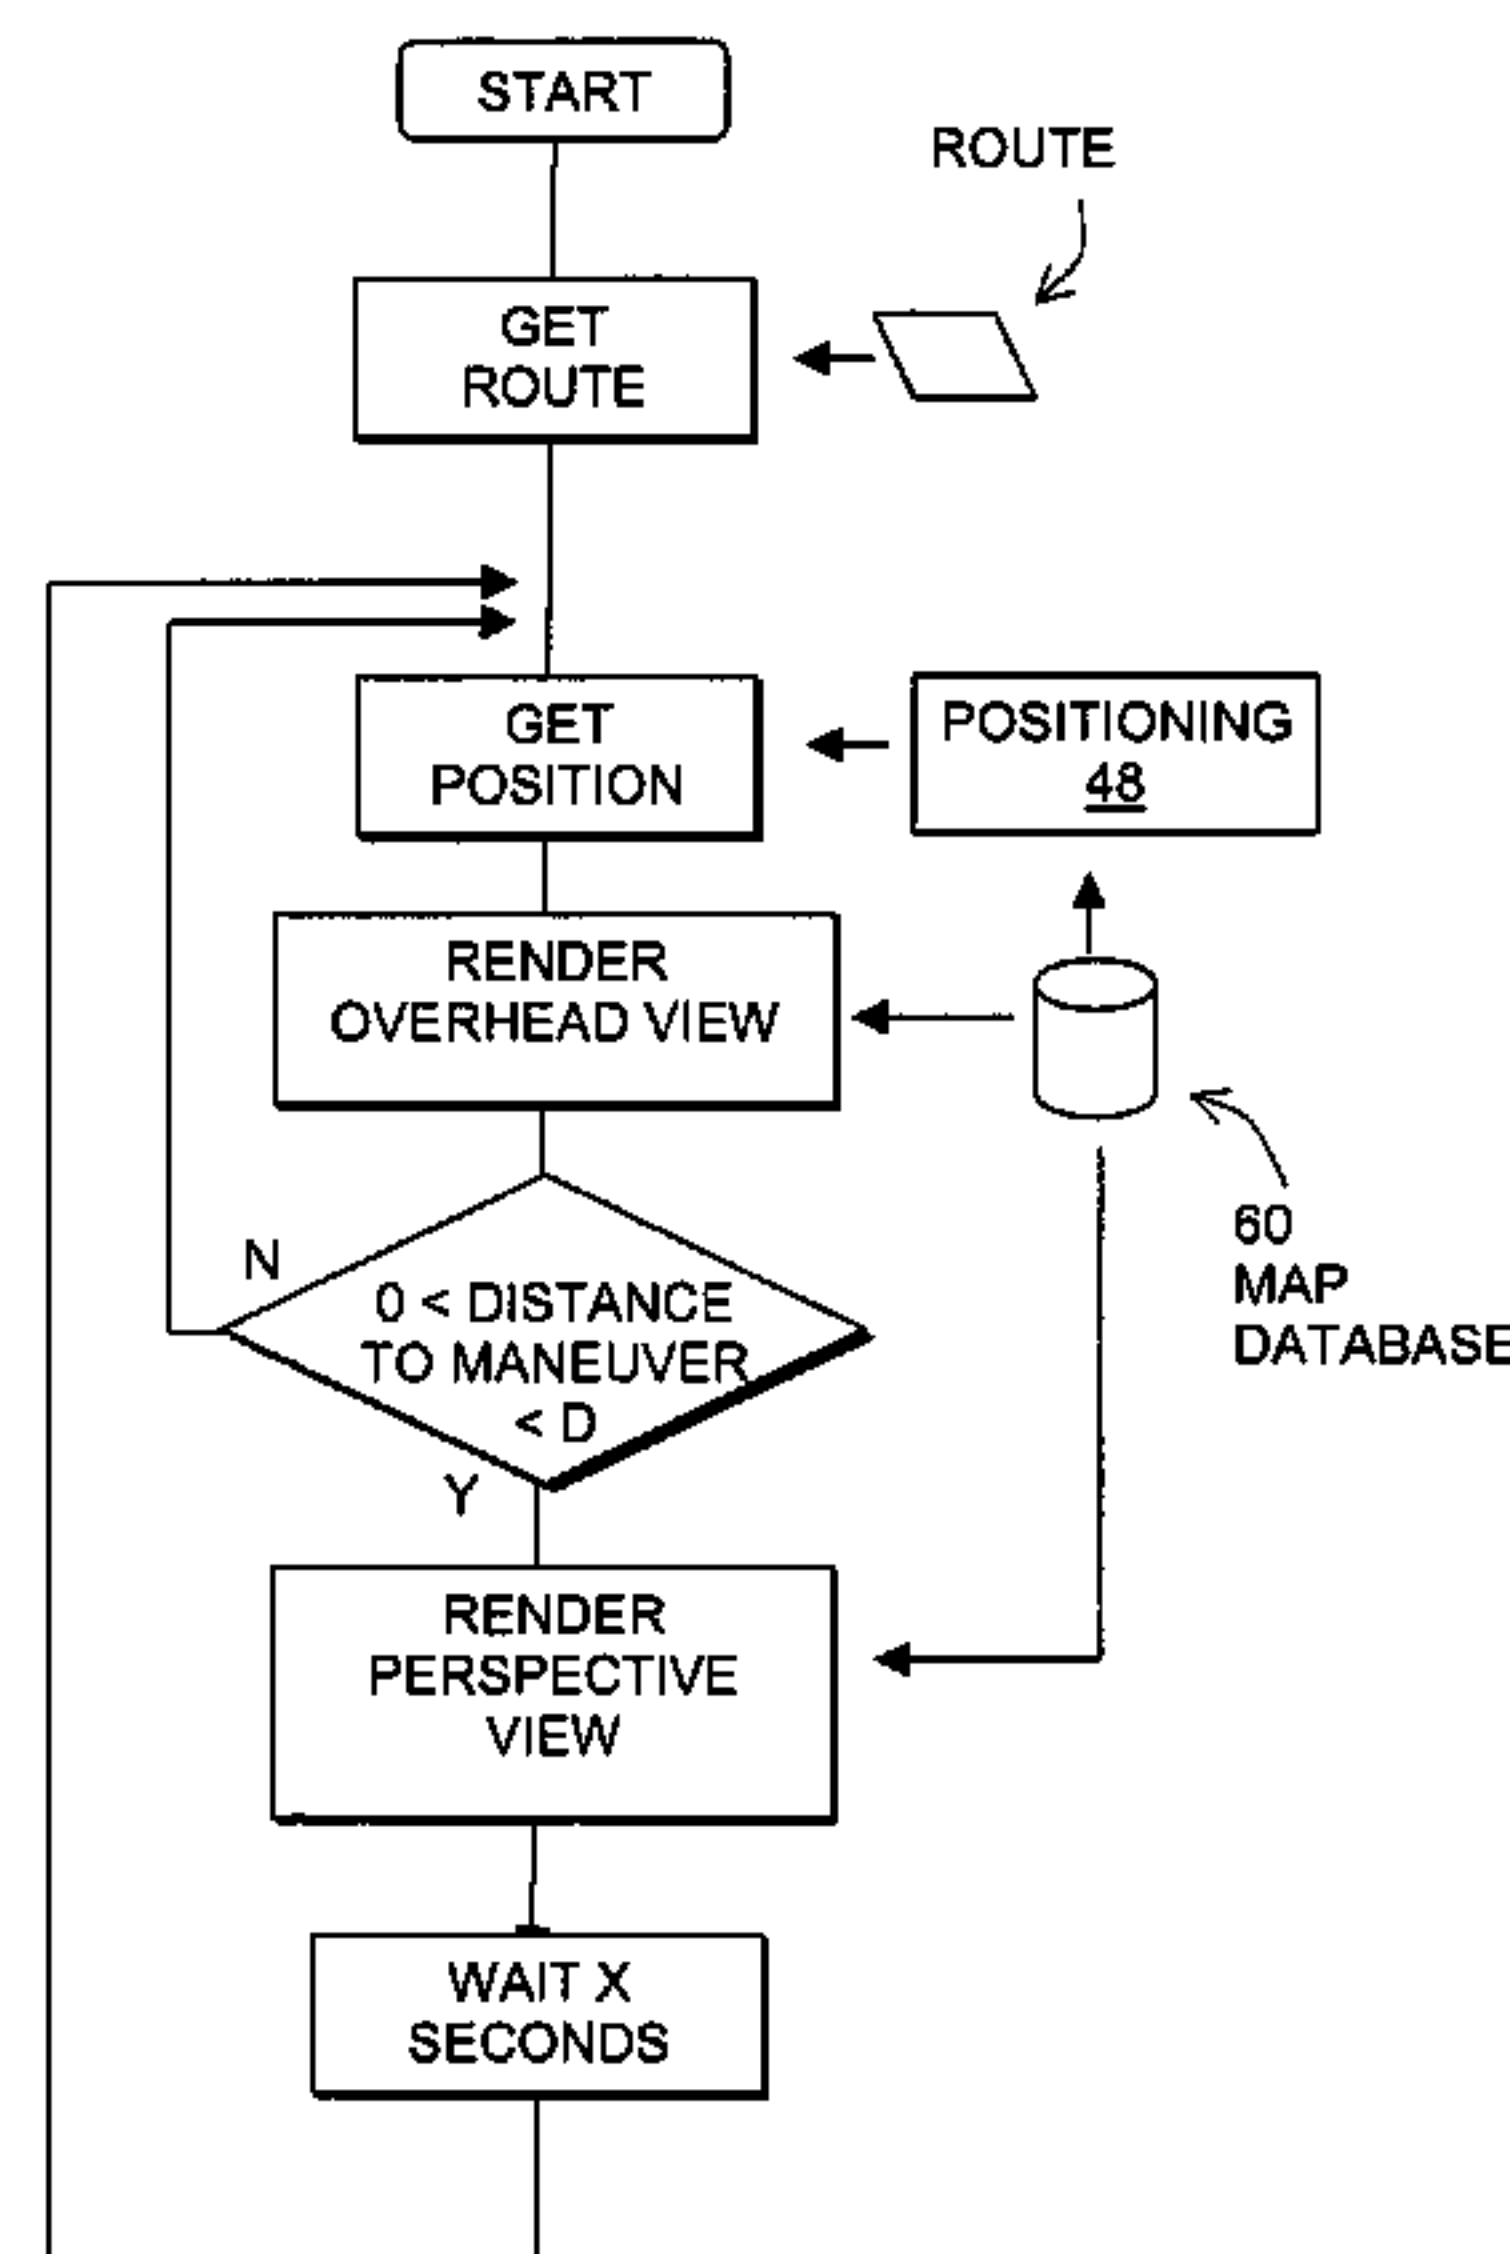 START
ROUTE
GET
ROUTE
GET
POSITION
POSITIONING
48
RENDER
OVERHEAD VIEW
60
MAP
DATABASE
N
0 < DISTANCE
TO MANEUVER
< D
Y
RENDER
PERSPECTIVE
VIEW
WAIT X
SECONDS